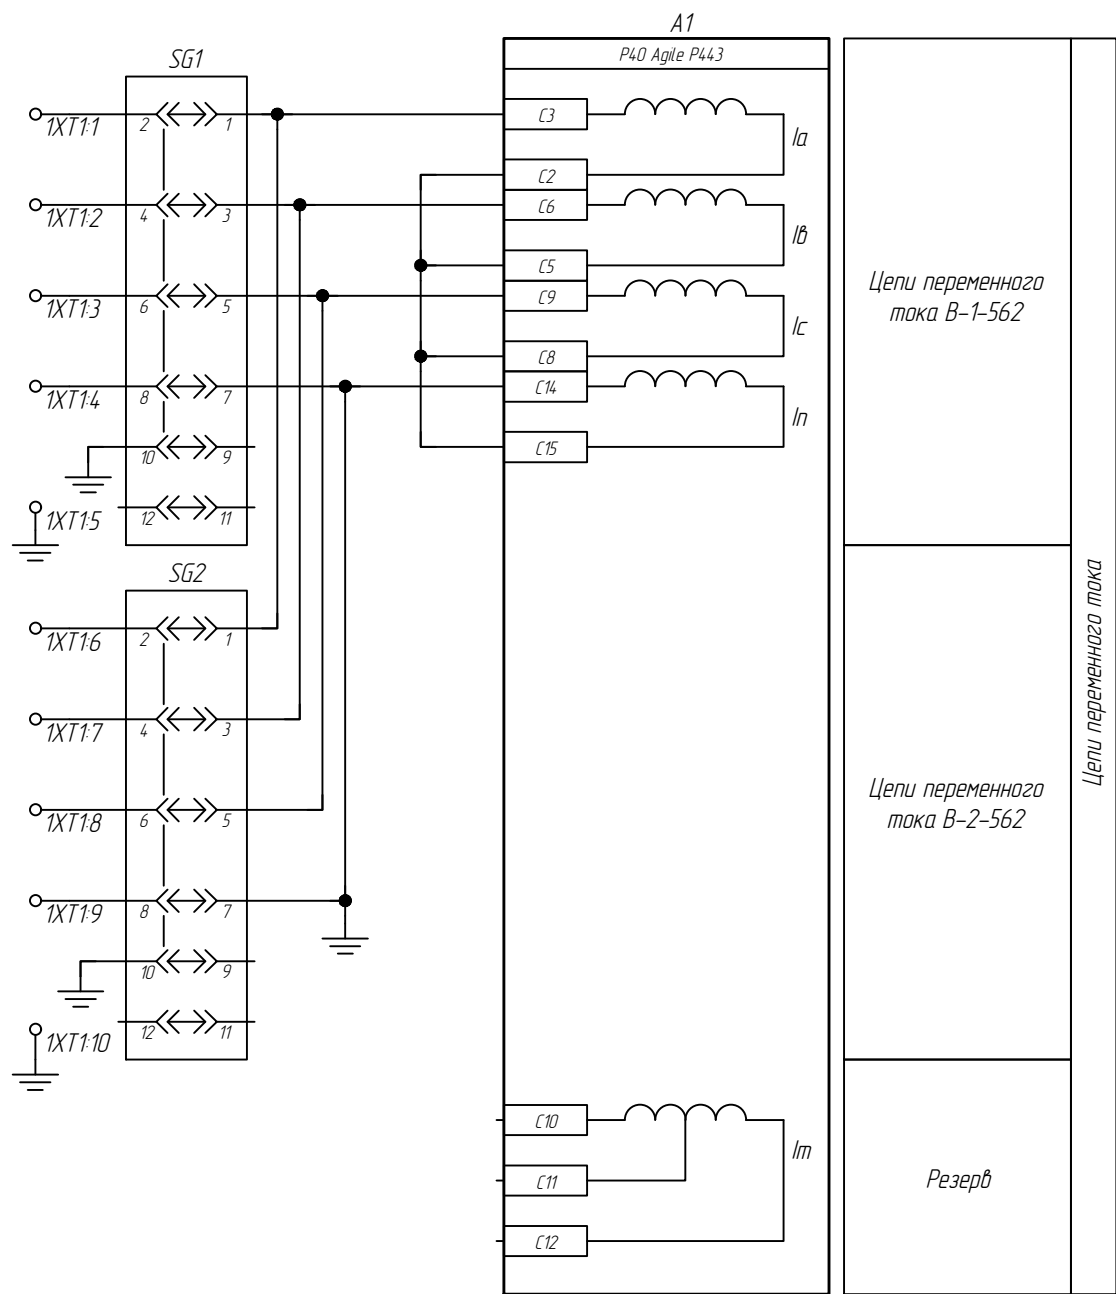 A1
P40 Agile P443
SG1
1XT1:1
2
1
C3
Ia
C2
1XT1:2
4
3
C6
Iв
C5
1XT1:3
6
5
C9
Ic
C8
1XT1:4
8
7
C14
In
C15
10
9
1XT1:5
12
11
Цепи переменного
тока В-1-562
SG2
1XT1:6
2
1
1XT1:7
4
3
1XT1:8
6
5
1XT1:9
8
7
10
9
1XT1:10
12
11
Цепи переменного
тока В-2-562
Цепи переменного тока
C10
Im
C11
C12
Резерв